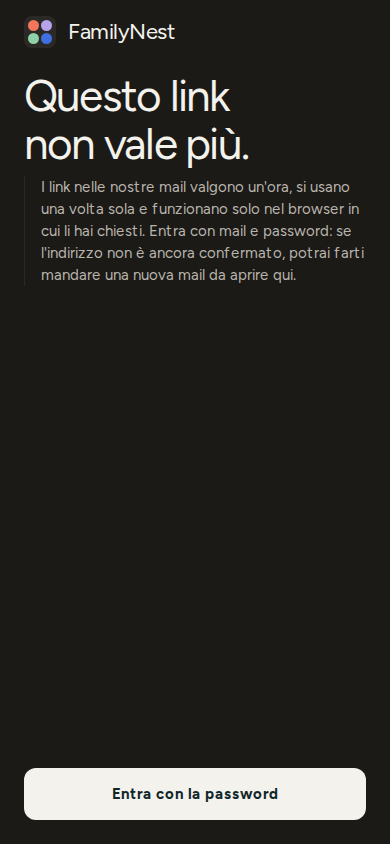 FamilyNest
Questo link
non vale più.
I link nelle nostre mail valgono un'ora, si usano
una volta sola e funzionano solo nel browser in
cui li hai chiesti. Entra con mail e password: se
l'indirizzo non è ancora confermato, potrai farti
mandare una nuova mail da aprire qui.
Entra con la password